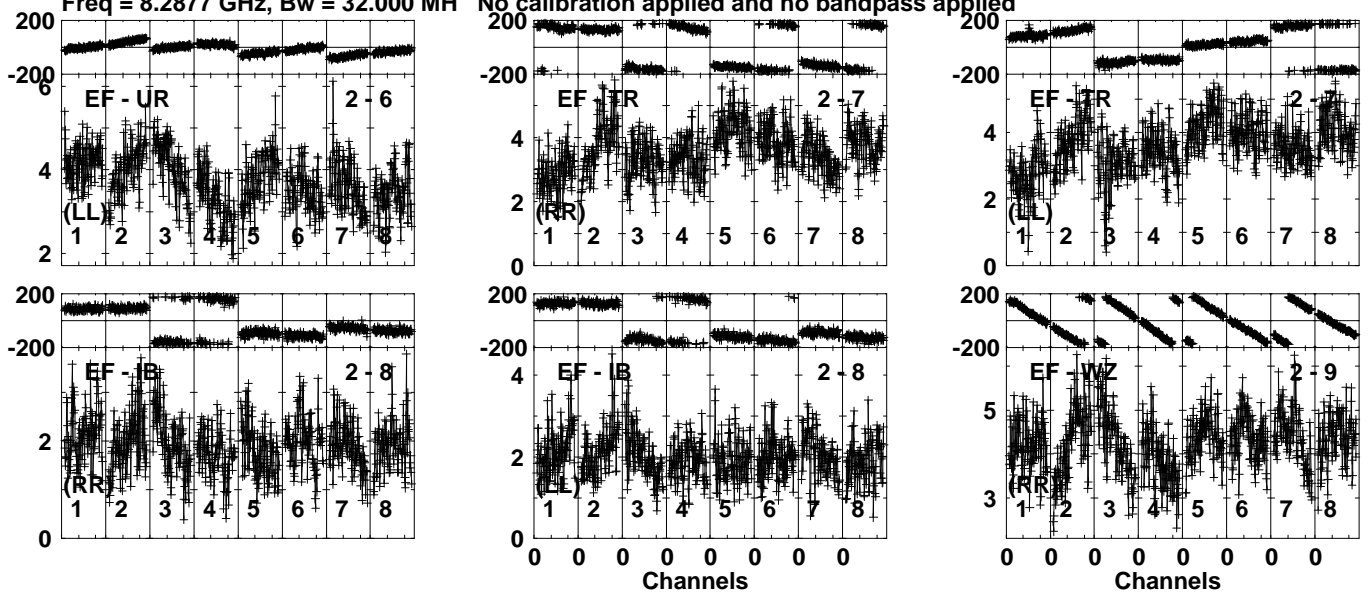 Freq = 8.2877 GHz, Bw = 32.000 MH No calibration applied and no bandpass applied
200
-200
6
4
2
EF - UR 2 - 6
(LL)
1 2 3 4 5 6 7 8
200
-200
4
2
0
EF - TR 2 - 7
(RR)
1 2 3 4 5 6 7 8
200
-200
4
2
0
EF - TR 2 - 7
(LL)
1 2 3 4 5 6 7 8
200
-200
2
0
EF - IB 2 - 8
(RR)
1 2 3 4 5 6 7 8
200
-200
4
2
0
EF - IB 2 - 8
(LL)
1 2 3 4 5 6 7 8
0 0 0 0 0 0 0 0
Channels
200
-200
5
3
EF - WZ 2 - 9
(RR)
1 2 3 4 5 6 7 8
0 0 0 0 0 0 0 0
Channels